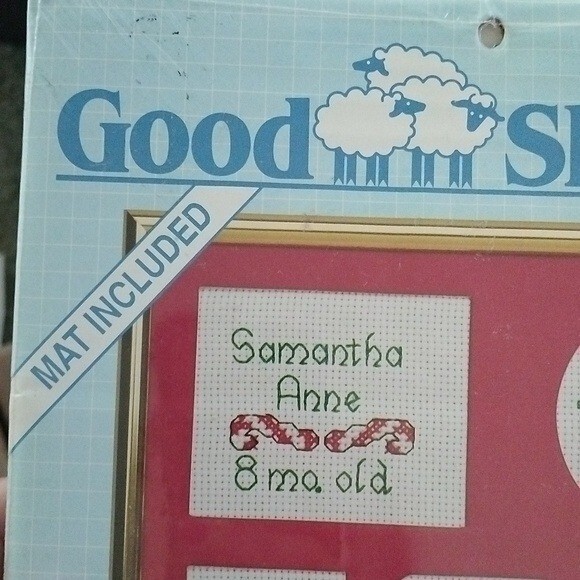 Good
MAT INCLUDED
Samantha
Anne
8 mo. old